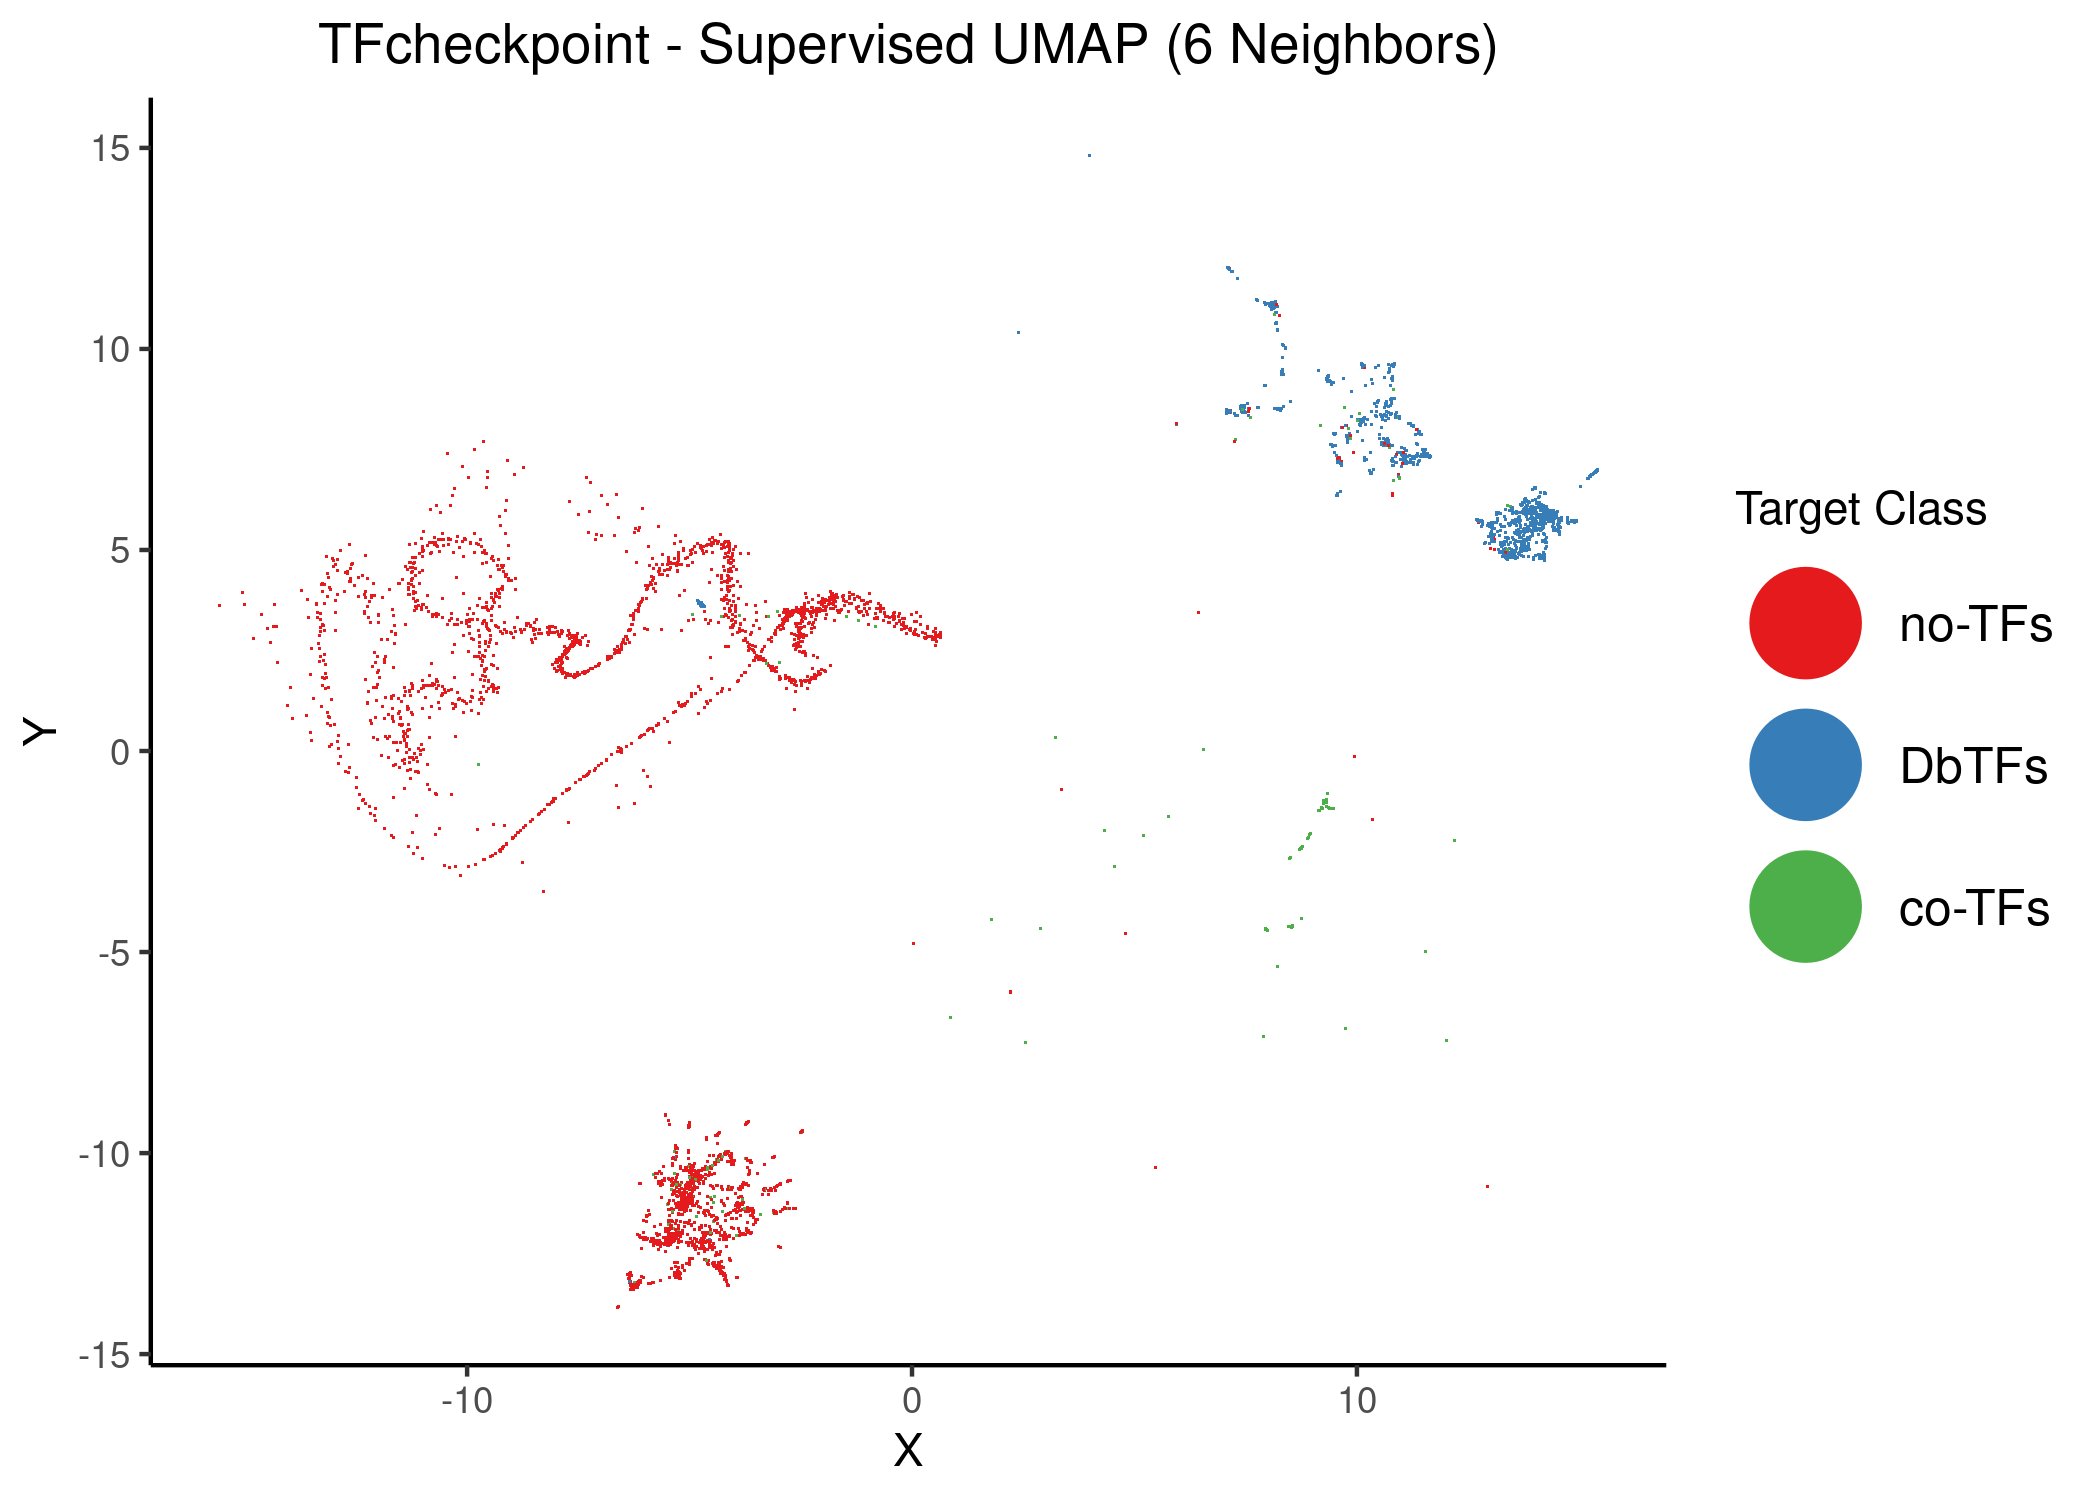 TFcheckpoint - Supervised UMAP (6 Neighbors)
15
10
5
0
-5
-10
-15
Y
-10
0
10
X
Target Class
no-TFs
DbTFs
co-TFs